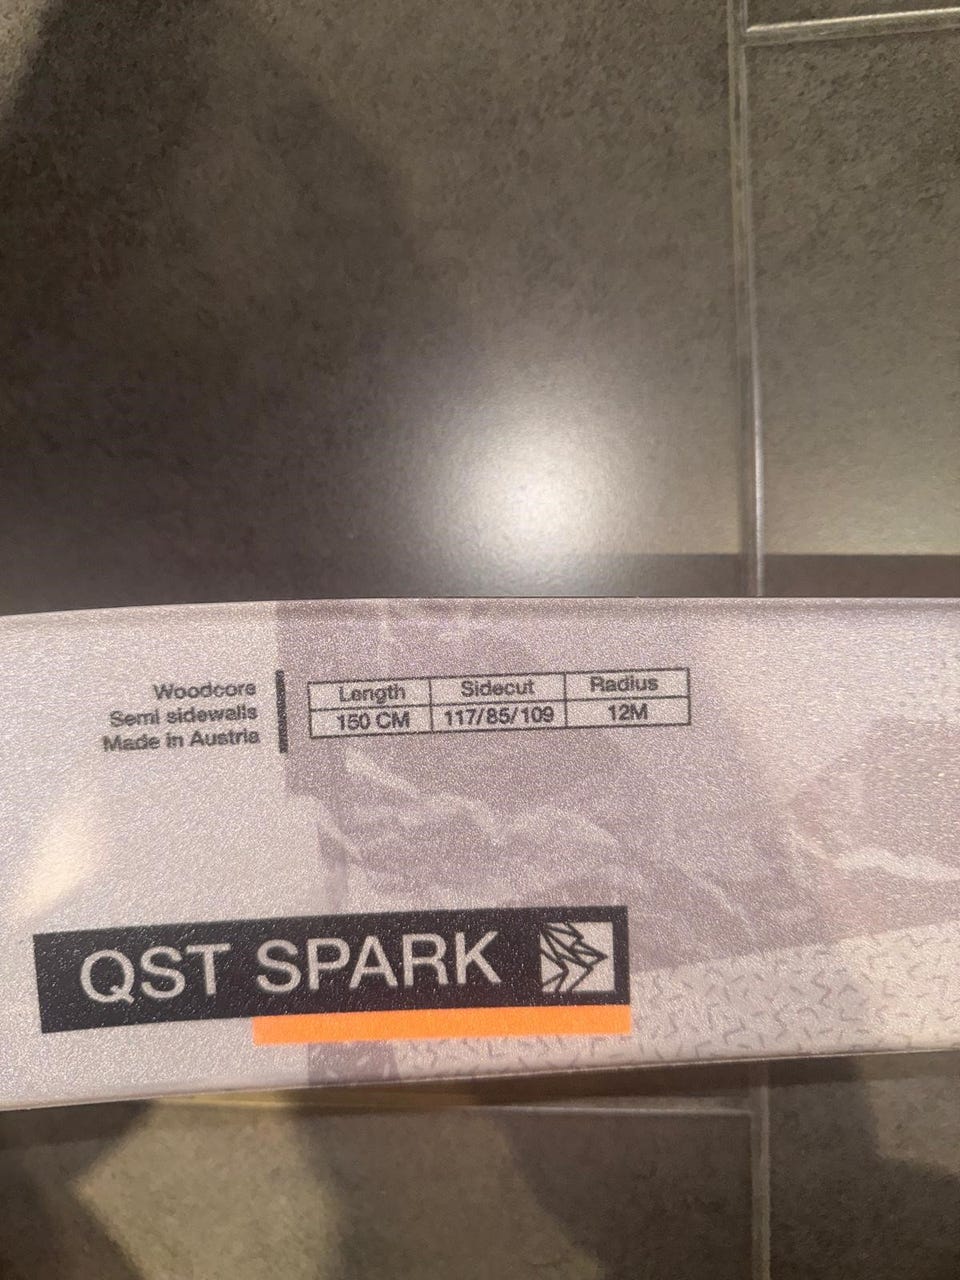 Woodcore
Semi sidewalls
Made in Austria
Length Sidecut Radius
150 CM 117/85/109 12M
QST SPARK